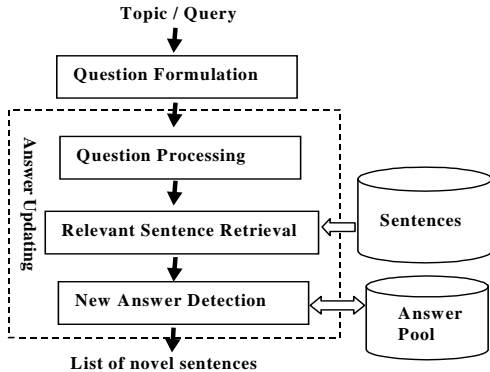 Topic / Query
Question Formulation
Answer Updating
Question Processing
Relevant Sentence Retrieval
Sentences
New Answer Detection
Answer
Pool
List of novel sentences